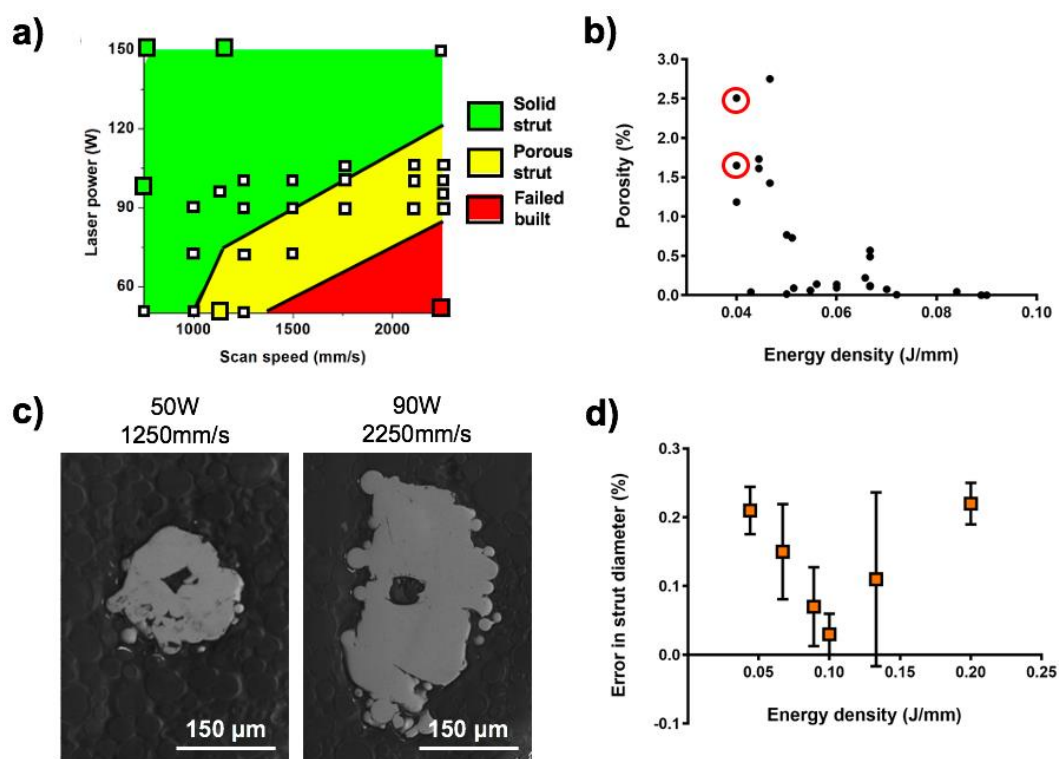 a)
150
120
90
60
Laser power (W)
1000
1500
2000
Scan speed (mm/s)
Solid
strut
Porous
strut
Failed
built
b)
3.0
2.5
2.0
1.5
1.0
0.5
0.0
Porosity (%)
0.04
0.06
0.08
0.10
Energy density (J/mm)
c)
50W
1250mm/s
150 µm
90W
2250mm/s
150 µm
d)
0.3
0.2
0.1
0.0
-0.1
Error in strut diameter (%)
0.05
0.10
0.15
0.20
0.25
Energy density (J/mm)